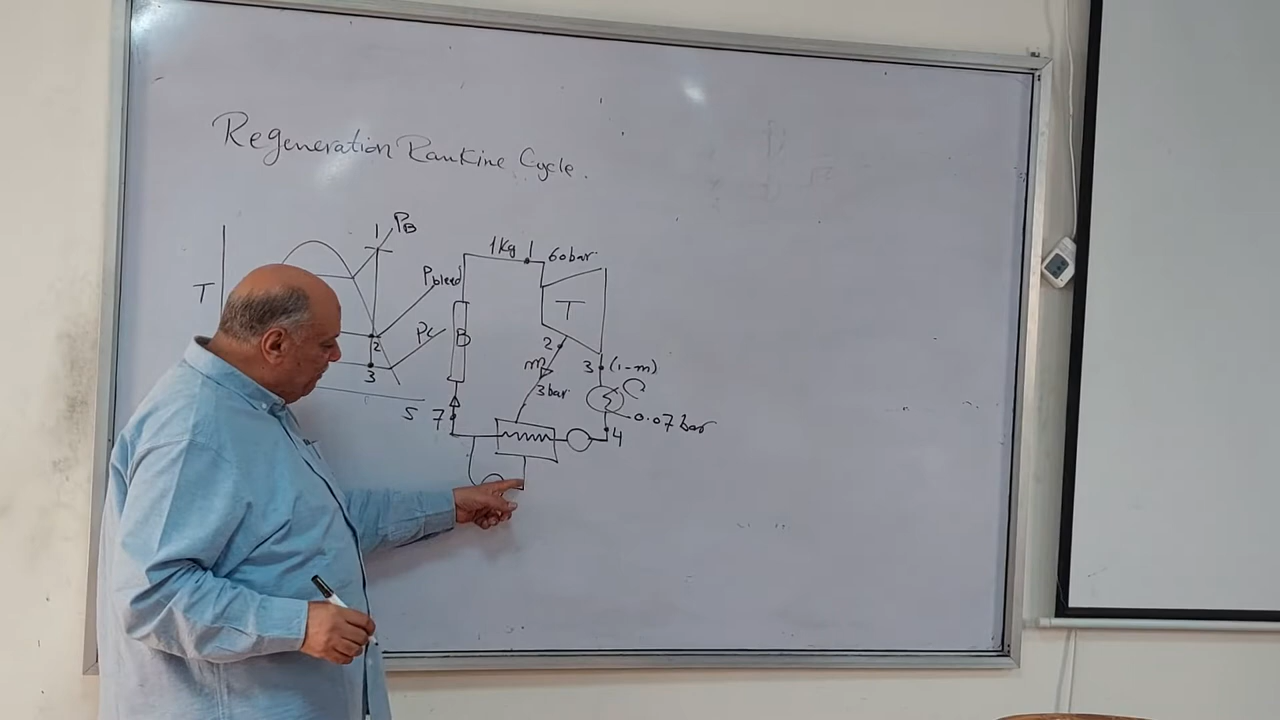 Regeneration Rankine Cycle.
1 PB
1kg 1 60bar
T
Pbleed
T
B
PC
2
2
3
m
3 (1-m)
3bar
C
0.07 bar
S
7
4